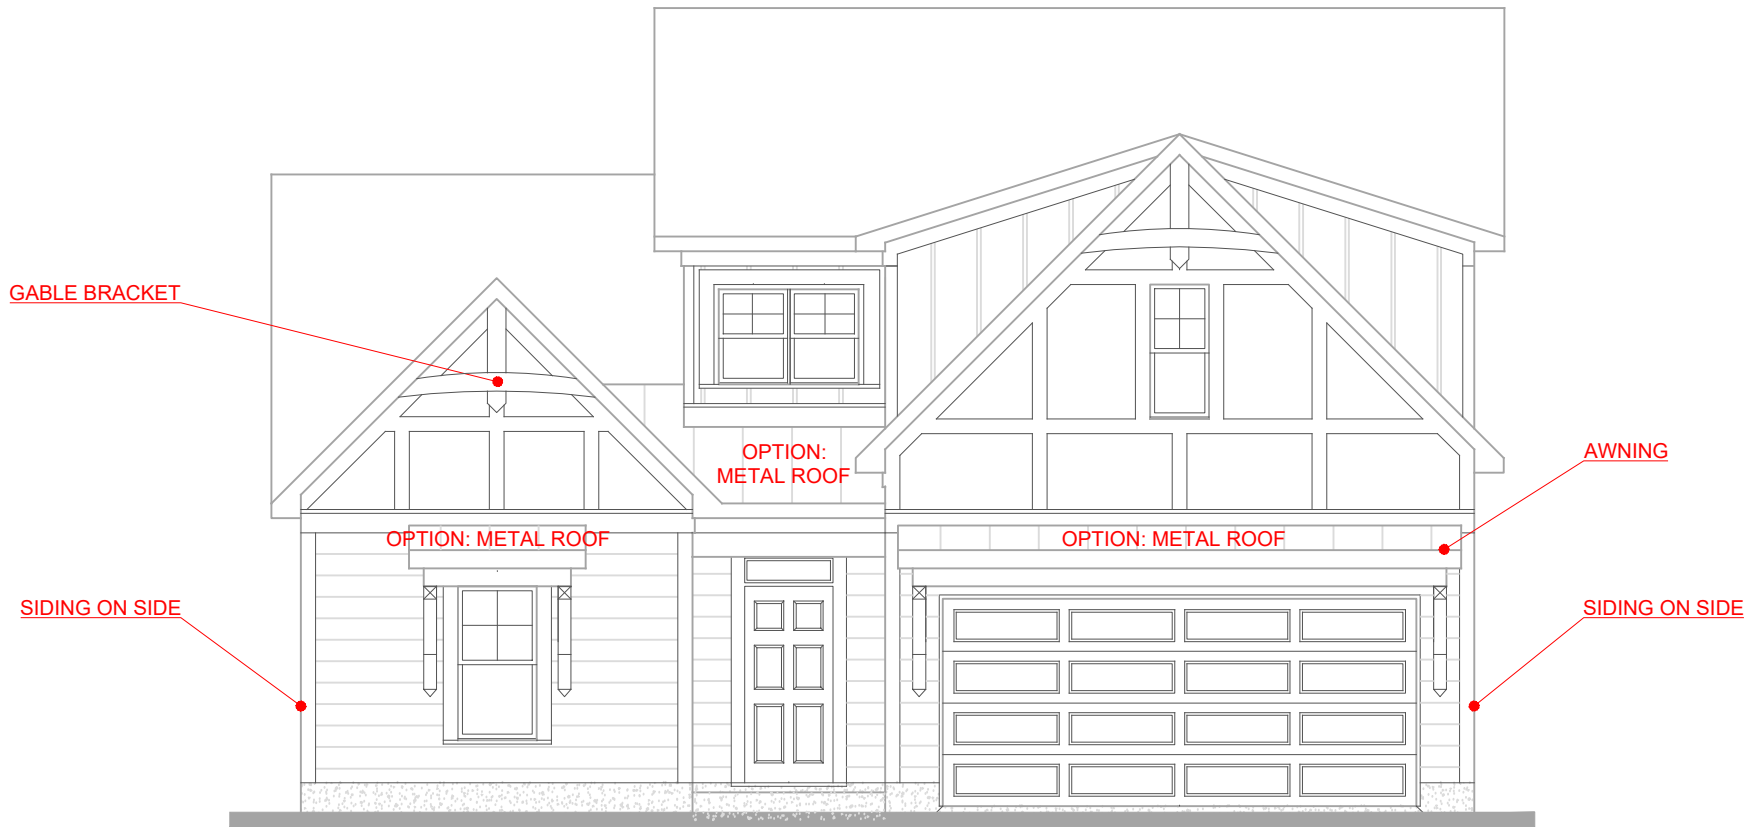 GABLE BRACKET
OPTION:
METAL ROOF
AWNING
OPTION: METAL ROOF
OPTION: METAL ROOF
SIDING ON SIDE
SIDING ON SIDE